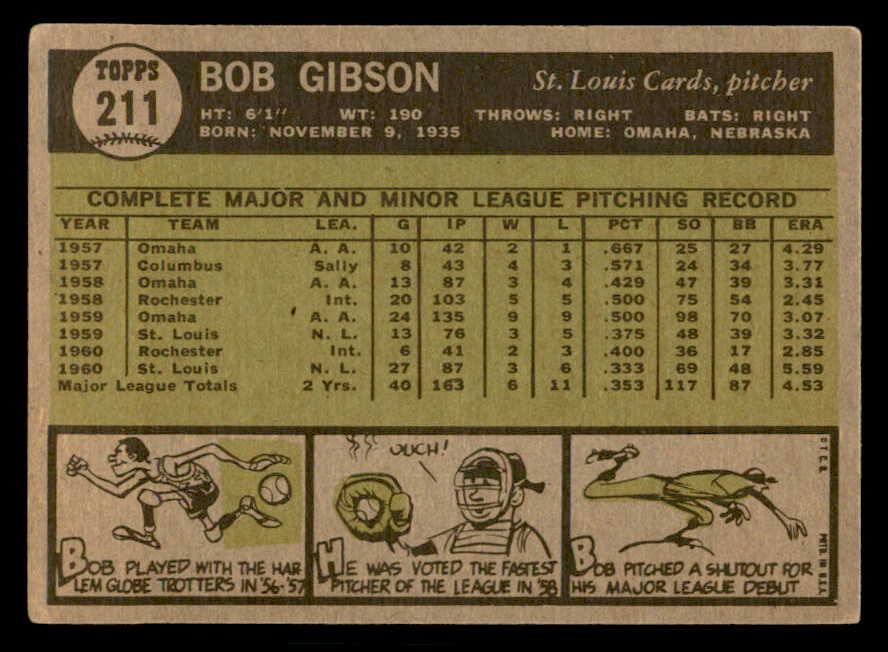 TOPPS
211
BOB GIBSON
St. Louis Cards, pitcher
HT: 6'1" WT: 190 THROWS: RIGHT BATS: RIGHT
BORN: NOVEMBER 9, 1935 HOME: OMAHA, NEBRASKA
COMPLETE MAJOR AND MINOR LEAGUE PITCHING RECORD
YEAR TEAM LEA. G IP W L PCT SO BB ERA
1957 Omaha A. A. 10 42 2 1 .667 25 27 4.29
1957 Columbus Sally 8 43 4 3 .571 24 34 3.77
1958 Omaha A. A. 13 87 3 4 .429 47 39 3.31
1958 Rochester Int. 20 103 5 5 .500 75 54 2.45
1959 Omaha A. A. 24 135 9 9 .500 98 70 3.07
1959 St. Louis N. L. 13 76 3 5 .375 48 39 3.32
1960 Rochester Int. 6 41 2 3 .400 36 17 2.85
1960 St. Louis N. L. 27 87 3 6 .333 69 48 5.59
Major League Totals 2 Yrs. 40 163 6 11 .353 117 87 4.53
BOB PLAYED WITH THE HAR
LEM GLOBE TROTTERS IN '56-'57
OUCH!
HE WAS VOTED THE FASTEST
PITCHER OF THE LEAGUE IN '58
BOB PITCHED A SHUTOUT FOR
HIS MAJOR LEAGUE DEBUT
© T.C.G. PRTD. IN U.S.A.